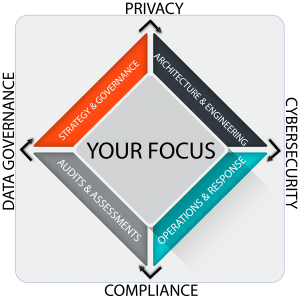 PRIVACY
STRATEGY & GOVERNANCE
ARCHITECTURE & ENGINEERING
DATA GOVERNANCE
YOUR FOCUS
CYBERSECURITY
AUDITS & ASSESSMENTS
OPERATIONS & RESPONSE
COMPLIANCE